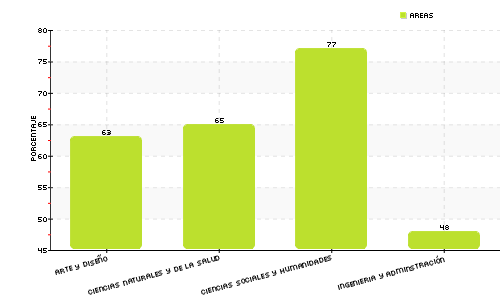 AREAS
80
75
70
65
60
55
50
45
PORCENTAJE
63
65
77
48
ARTE Y DISEÑO
CIENCIAS NATURALES Y DE LA SALUD
CIENCIAS SOCIALES Y HUMANIDADES
INGENIERIA Y ADMINSTRACIÓN